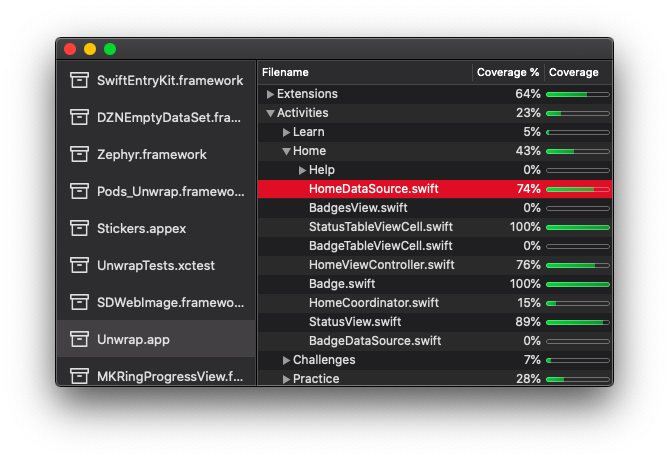 SwiftEntryKit.framework
DZNEmptyDataSet.fra...
Zephyr.framework
Pods_Unwrap.framewo...
Stickers.appex
UnwrapTests.xctest
SDWebImage.framewo...
Unwrap.app
MKRingProgressView.f...
Filename Coverage % Coverage
Extensions 64%
Activities 23%
Learn 5%
Home 43%
Help 0%
HomeDataSource.swift 74%
BadgesView.swift 0%
StatusTableViewCell.swift 100%
BadgeTableViewCell.swift 0%
HomeViewController.swift 76%
Badge.swift 100%
HomeCoordinator.swift 15%
StatusView.swift 89%
BadgeDataSource.swift 0%
Challenges 7%
Practice 28%